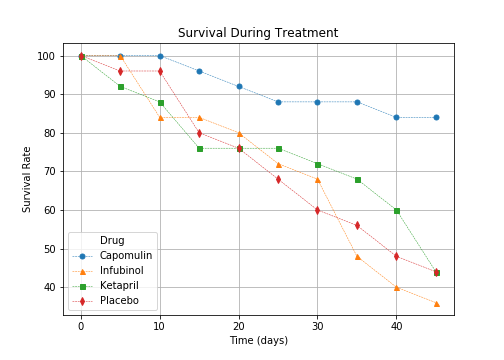 Survival During Treatment
100
90
80
70
60
50
40
Survival Rate
Drug
Capomulin
Infubinol
Ketapril
Placebo
0 10 20 30 40
Time (days)